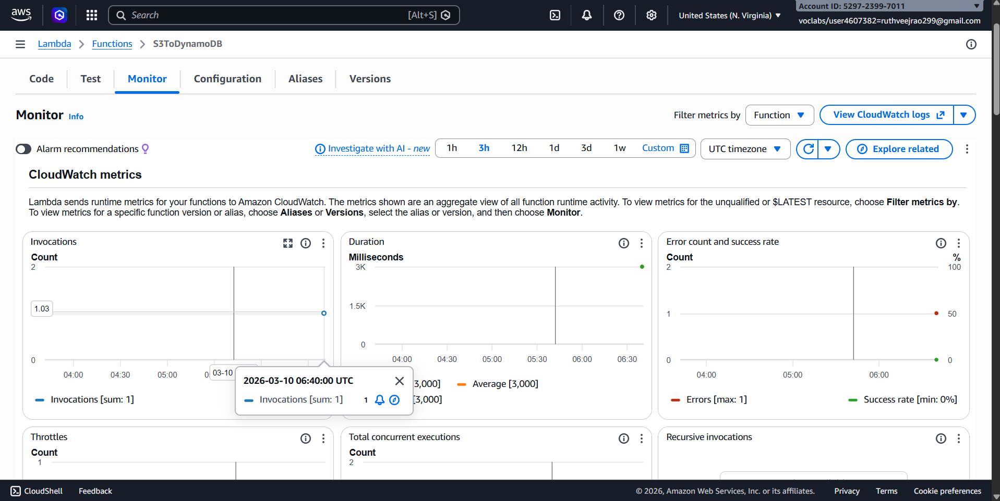 aws
Search [Alt+S]
United States (N. Virginia)
Account ID: 5297-2399-7011
voclabs/user4607382=ruthveejrao299@gmail.com
Lambda
Functions
S3ToDynamoDB
Code
Test
Monitor
Configuration
Aliases
Versions
Monitor Info
Filter metrics by
Function
View CloudWatch logs
Alarm recommendations
Investigate with AI - new
1h
3h
12h
1d
3d
1w
Custom
UTC timezone
Explore related
CloudWatch metrics
Lambda sends runtime metrics for your functions to Amazon CloudWatch. The metrics shown are an aggregate view of all function runtime activity. To view metrics for the unqualified or $LATEST resource, choose Filter metrics by.
To view metrics for a specific function version or alias, choose Aliases or Versions, select the alias or version, and then choose Monitor.
Invocations
Count
2
1.03
0
04:00
04:30
05:00
03-10
Invocations [sum: 1]
2026-03-10 06:40:00 UTC
Invocations [sum: 1] 1
Duration
Milliseconds
3K
1.5K
0
04:00
04:30
05:00
05:30
06:00
06:30
3,000]
Average [3,000]
[3,000]
Error count and success rate
Count
%
2
100
1
50
0
0
04:00
05:00
06:00
Errors [max: 1]
Success rate [min: 0%]
Throttles
Count
1
Total concurrent executions
Count
2
Recursive invocations
CloudShell
Feedback
© 2026, Amazon Web Services, Inc. or its affiliates.
Privacy
Terms
Cookie preferences